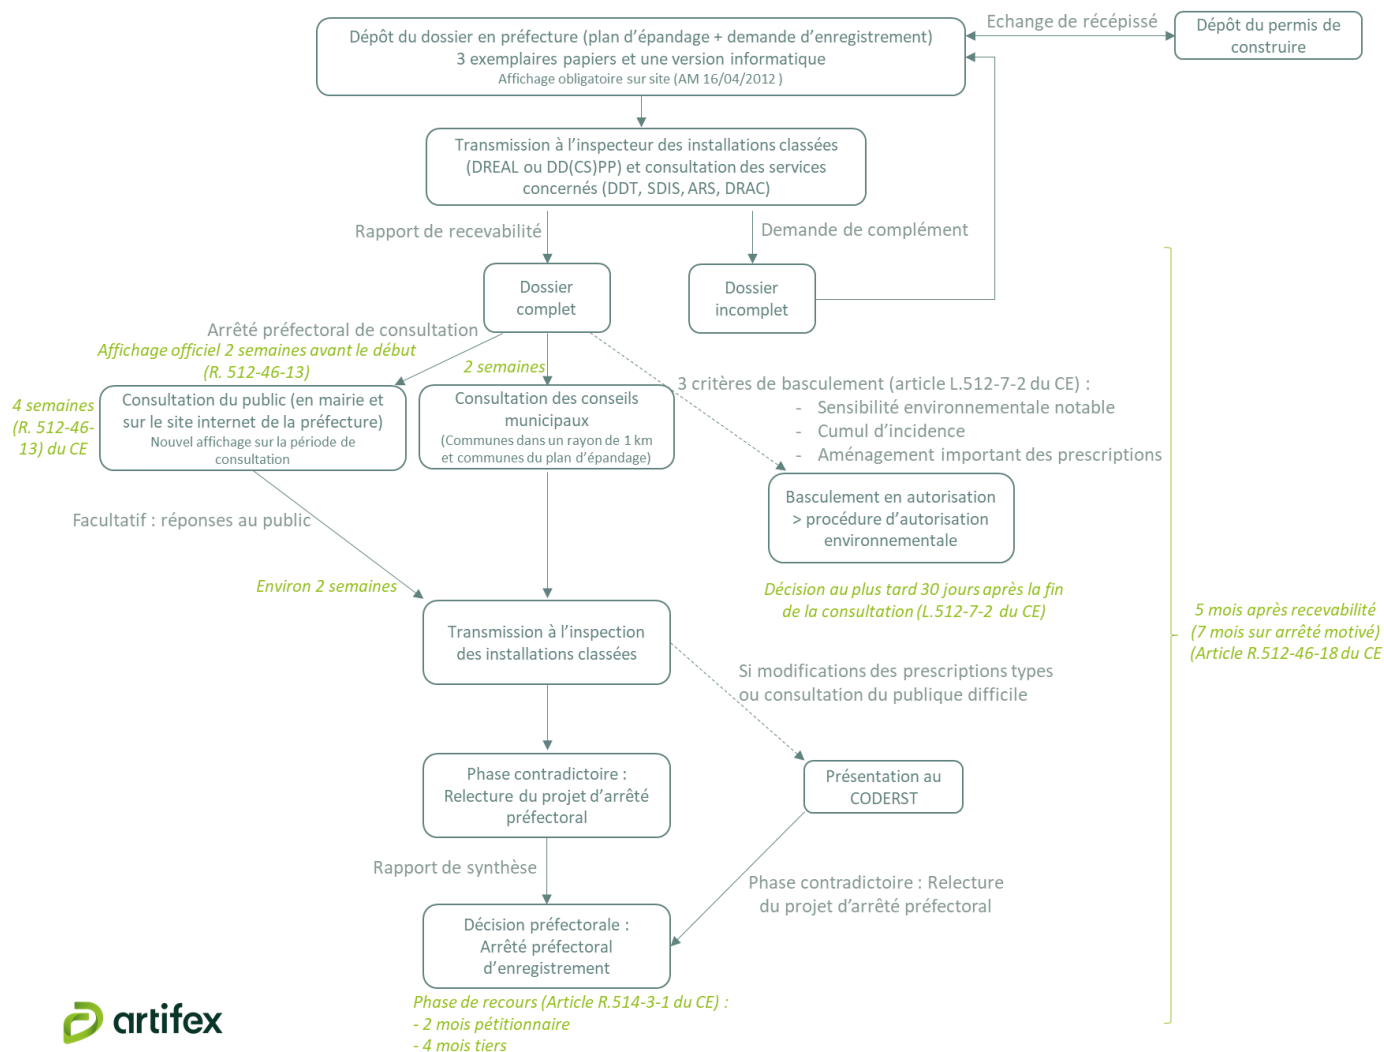 Echange de récépissé
Dépôt du permis de
construire
Dépôt du dossier en préfecture (plan d'épandage + demande d'enregistrement)
3 exemplaires papiers et une version informatique
Affichage obligatoire sur site (AM 16/04/2012 )
Transmission à l'inspecteur des installations classées
(DREAL ou DD(CS)PP) et consultation des services
concernés (DDT, SDIS, ARS, DRAC)
Rapport de recevabilité
Demande de complément
Dossier
complet
Dossier
incomplet
Arrêté préfectoral de consultation
Affichage officiel 2 semaines avant le début
(R. 512-46-13)
2 semaines
4 semaines
(R. 512-46-
13) du CE
Consultation du public (en mairie et
sur le site internet de la préfecture)
Nouvel affichage sur la période de
consultation
Consultation des conseils
municipaux
(Communes dans un rayon de 1 km
et communes du plan d'épandage)
3 critères de basculement (article L.512-7-2 du CE) :
- Sensibilité environnementale notable
- Cumul d'incidence
- Aménagement important des prescriptions
Basculement en autorisation
> procédure d'autorisation
environnementale
Facultatif : réponses au public
Environ 2 semaines
Décision au plus tard 30 jours après la fin
de la consultation (L.512-7-2 du CE)
5 mois après recevabilité
(7 mois sur arrêté motivé)
(Article R.512-46-18 du CE
Transmission à l'inspection
des installations classées
Si modifications des prescriptions types
ou consultation du publique difficile
Phase contradictoire :
Relecture du projet d'arrêté
préfectoral
Présentation au
CODERST
Rapport de synthèse
Phase contradictoire : Relecture
du projet d'arrêté préfectoral
Décision préfectorale :
Arrêté préfectoral
d'enregistrement
Phase de recours (Article R.514-3-1 du CE) :
- 2 mois pétitionnaire
- 4 mois tiers
artifex